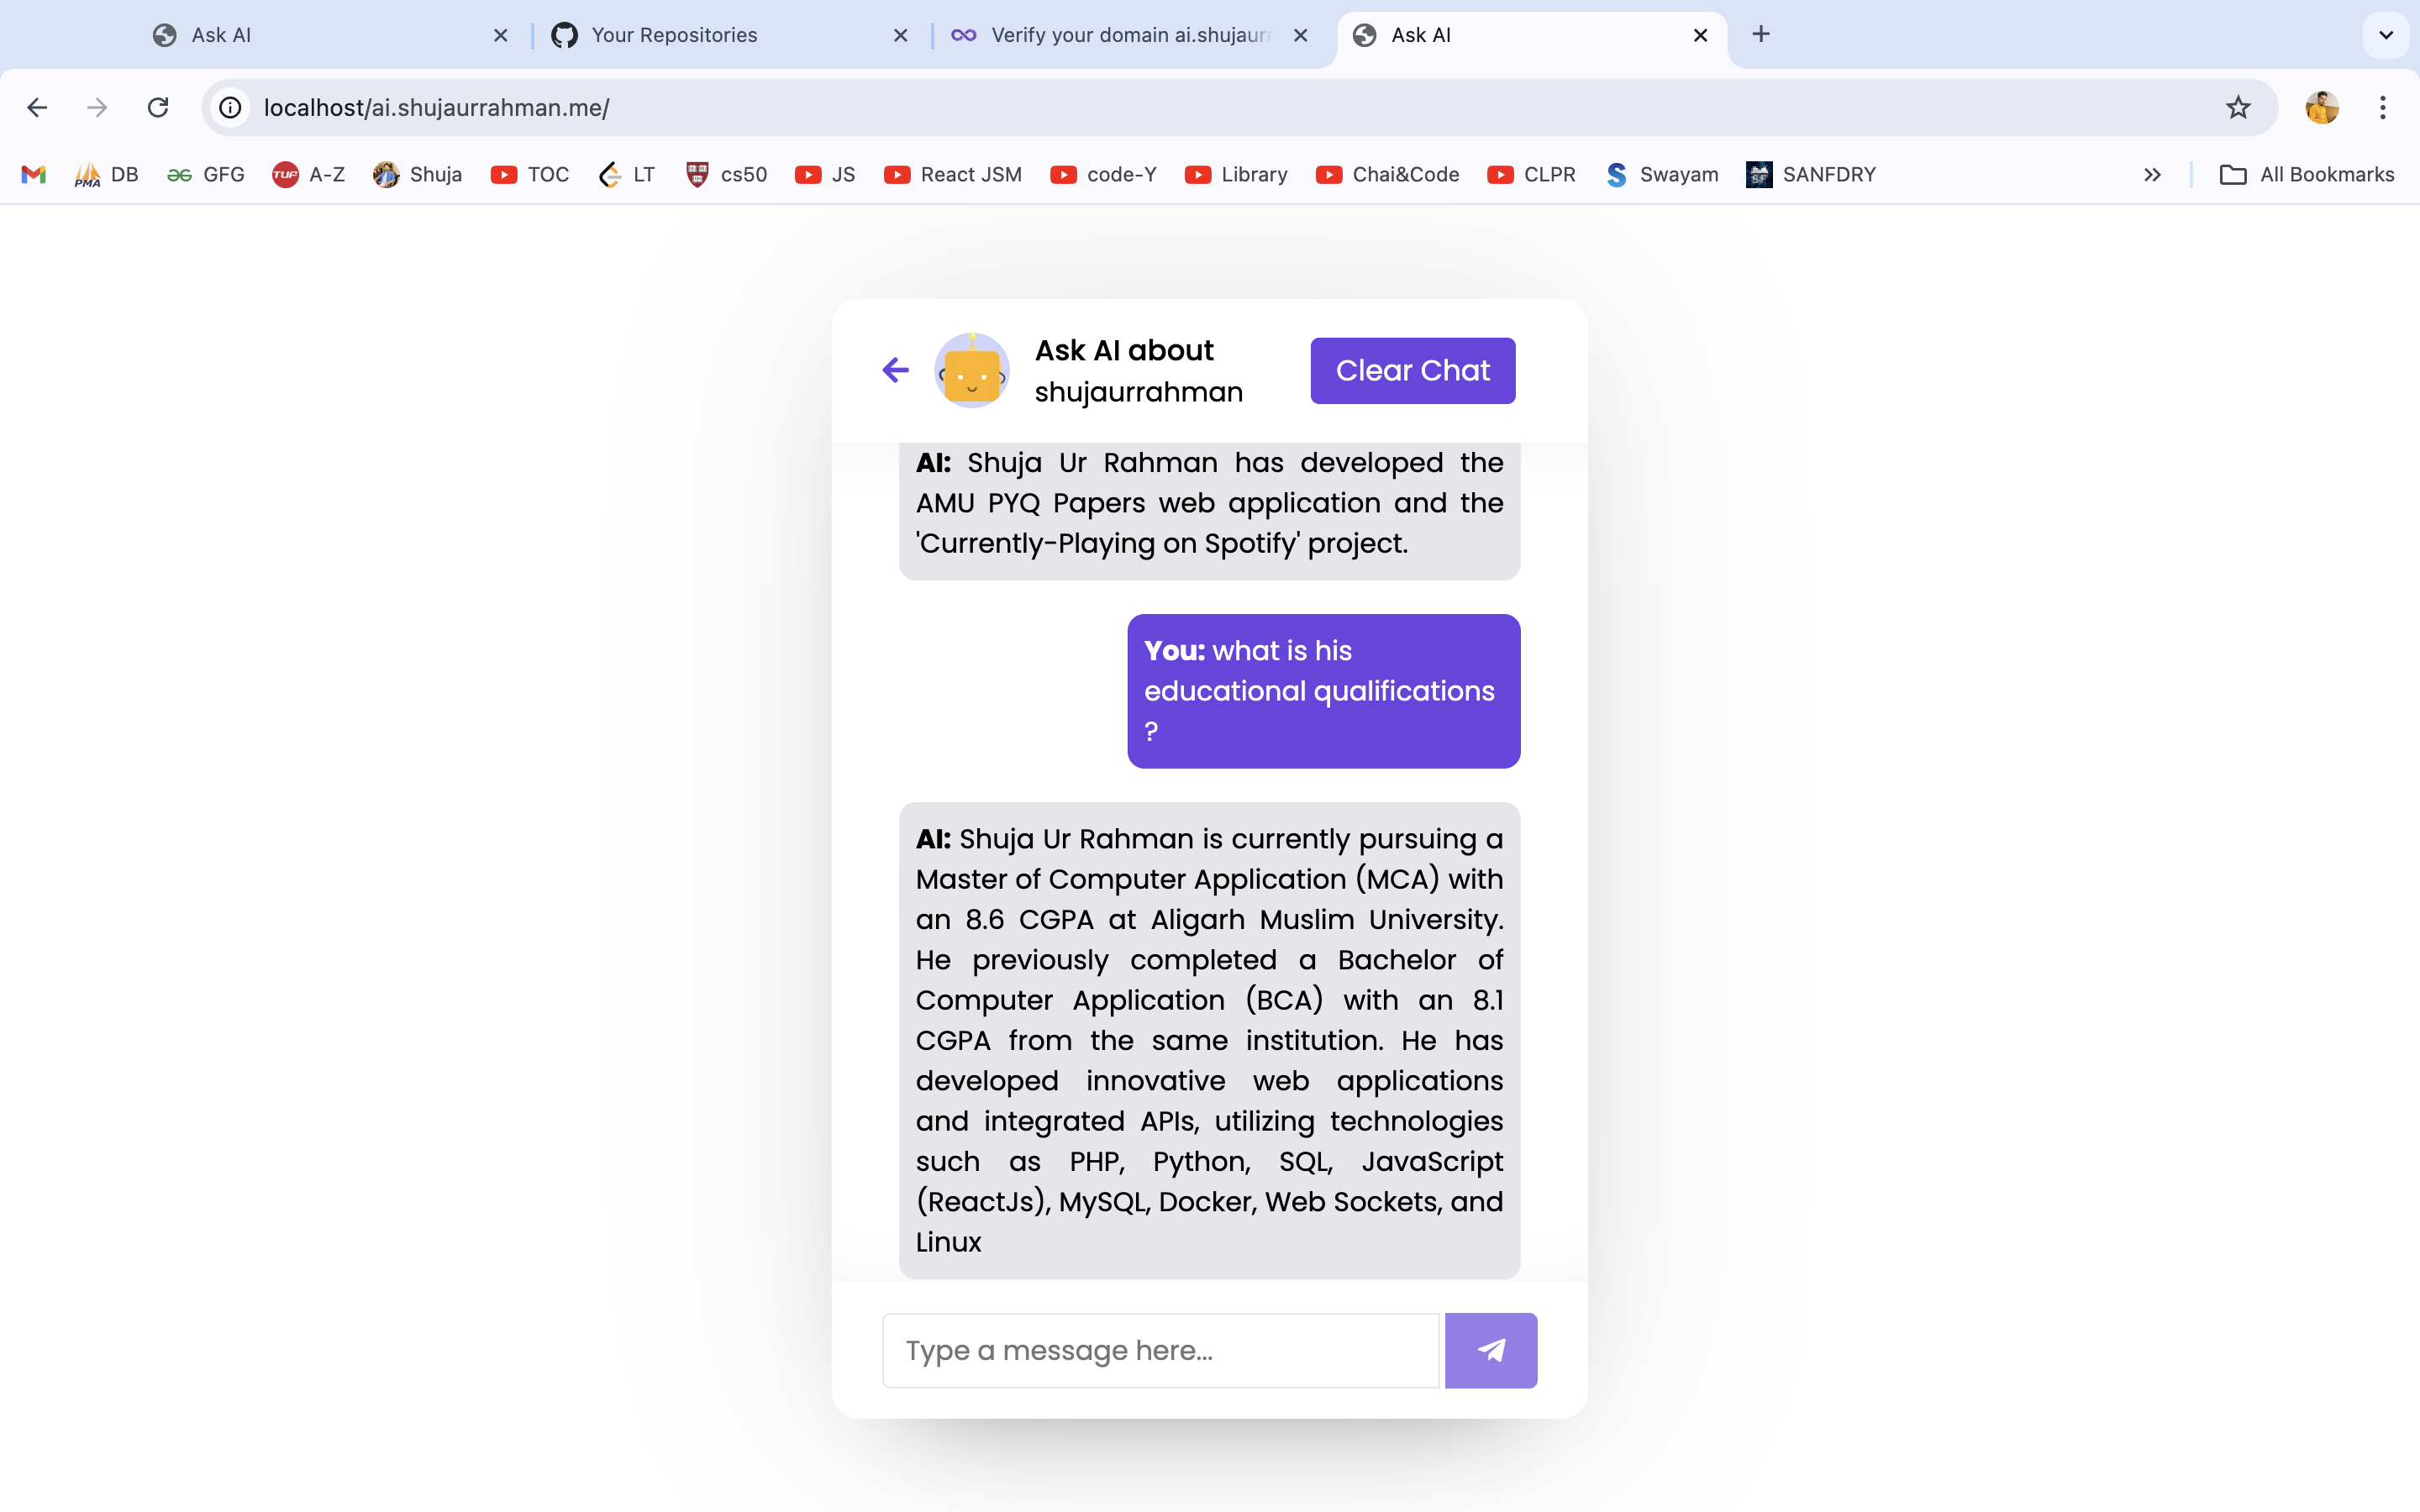 Ask AI
Your Repositories
Verify your domain ai.shujaurr
Ask AI
localhost/ai.shujaurrahman.me/
PMA DB
GFG
TUF A-Z
Shuja
TOC
LT
cs50
JS
React JSM
code-Y
Library
Chai&Code
CLPR
Swayam
SF SANFDRY
All Bookmarks
Ask AI about
shujaurrahman
Clear Chat
AI: Shuja Ur Rahman has developed the
AMU PYQ Papers web application and the
'Currently-Playing on Spotify' project.
You: what is his
educational qualifications
?
AI: Shuja Ur Rahman is currently pursuing a
Master of Computer Application (MCA) with
an 8.6 CGPA at Aligarh Muslim University.
He previously completed a Bachelor of
Computer Application (BCA) with an 8.1
CGPA from the same institution. He has
developed innovative web applications
and integrated APIs, utilizing technologies
such as PHP, Python, SQL, JavaScript
(ReactJs), MySQL, Docker, Web Sockets, and
Linux
Type a message here...